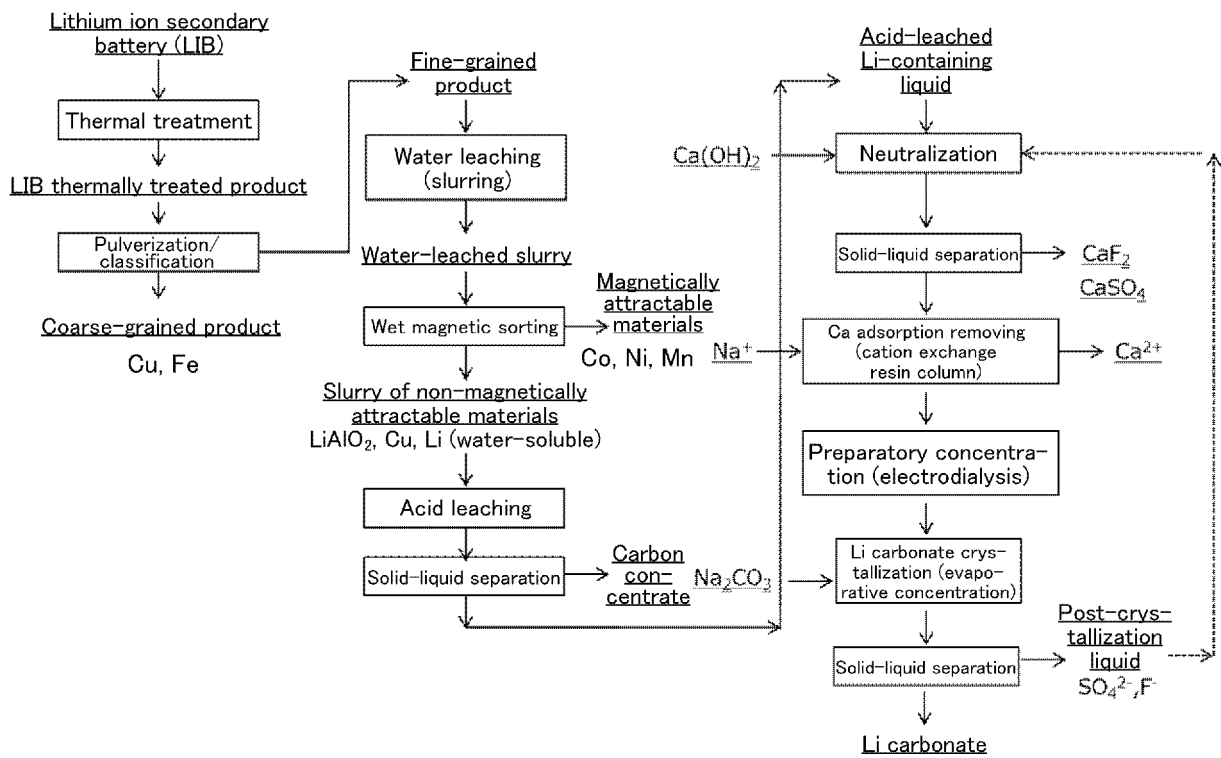 Lithium ion secondary
battery (LIB)
Thermal treatment
LIB thermally treated product
Pulverization/
classification
Coarse-grained product
Cu, Fe
Fine-grained
product
Water leaching
(slurring)
Water-leached slurry
Wet magnetic sorting
Magnetically
attractable
materials
Co, Ni, Mn
Slurry of non-magnetically
attractable materials
LiAlO₂, Cu, Li (water-soluble)
Acid leaching
Solid-liquid separation
Carbon
con-
centrate
Acid-leached
Li-containing
liquid
Ca(OH)₂
Neutralization
Solid-liquid separation
CaF₂
CaSO₄
Na⁺
Ca adsorption removing
(cation exchange
resin column)
Ca²⁺
Preparatory concentra-
tion (electrodialysis)
Na₂CO₃
Li carbonate crys-
tallization (evapo-
rative concentration)
Solid-liquid separation
Post-crys-
tallization
liquid
SO₄²⁻,F⁻
Li carbonate